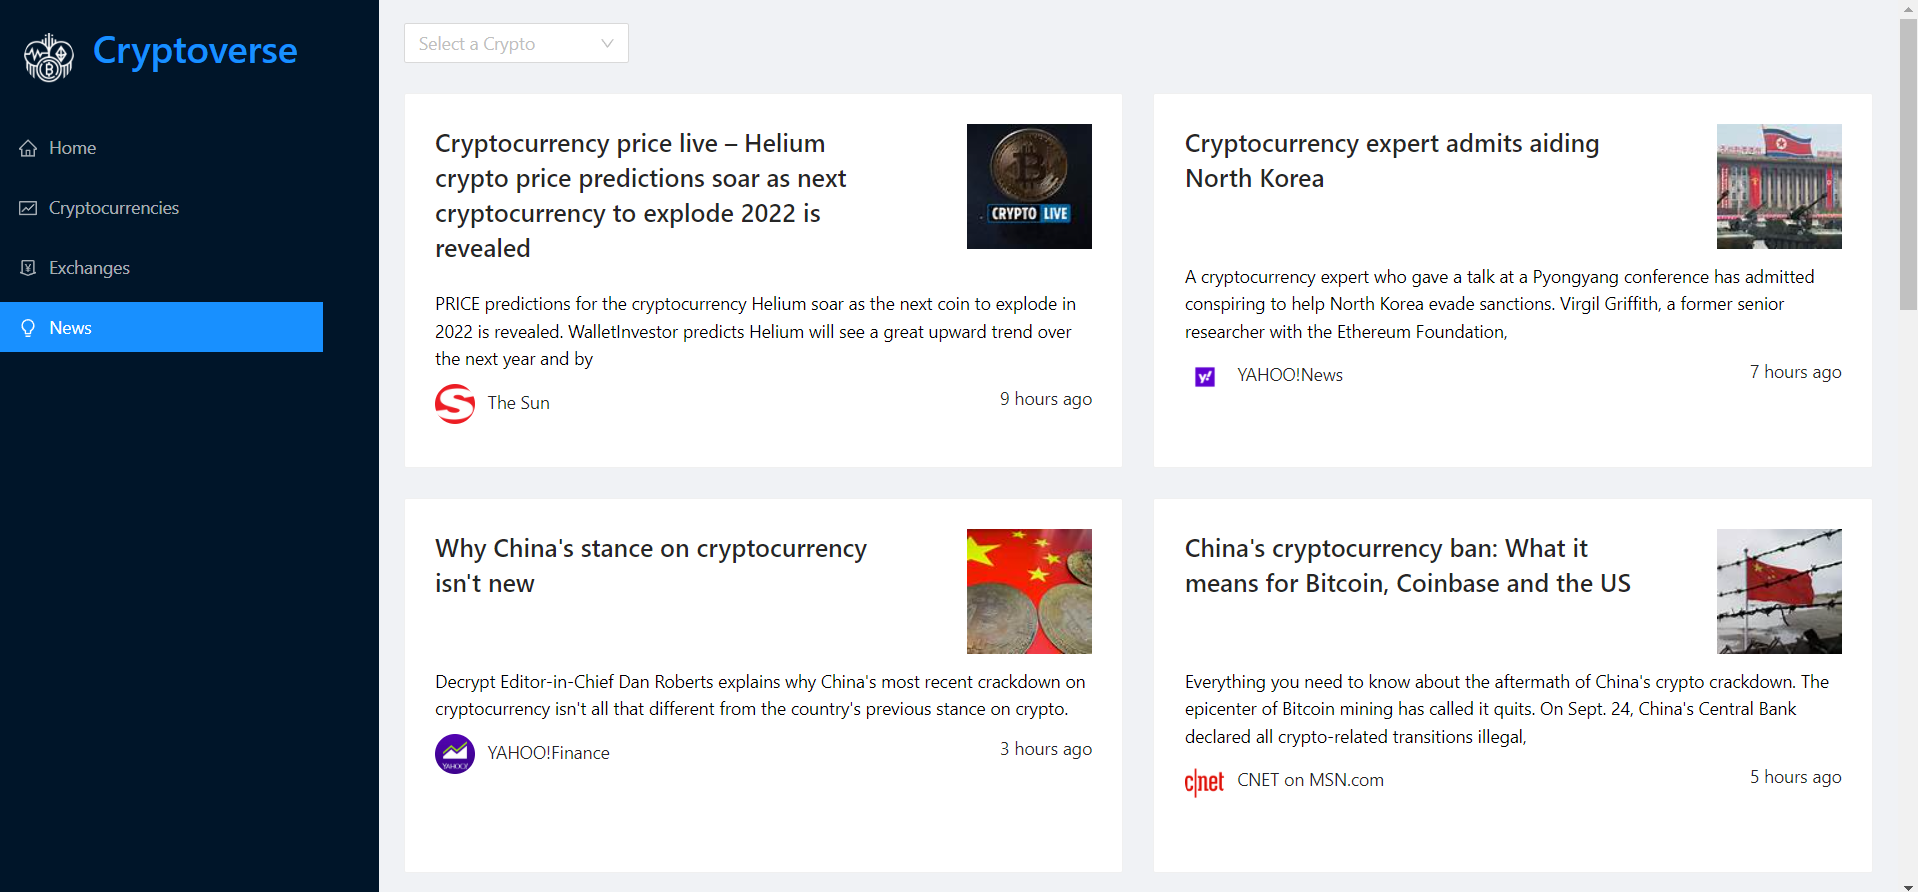 Cryptoverse
Home
Cryptocurrencies
Exchanges
News
Select a Crypto
Cryptocurrency price live – Helium
crypto price predictions soar as next
cryptocurrency to explode 2022 is
revealed
CRYPTO LIVE
PRICE predictions for the cryptocurrency Helium soar as the next coin to explode in
2022 is revealed. WalletInvestor predicts Helium will see a great upward trend over
the next year and by
The Sun
9 hours ago
Cryptocurrency expert admits aiding
North Korea
A cryptocurrency expert who gave a talk at a Pyongyang conference has admitted
conspiring to help North Korea evade sanctions. Virgil Griffith, a former senior
researcher with the Ethereum Foundation,
y!
YAHOO!News
7 hours ago
Why China's stance on cryptocurrency
isn't new
Decrypt Editor-in-Chief Dan Roberts explains why China's most recent crackdown on
cryptocurrency isn't all that different from the country's previous stance on crypto.
YAHOO!
YAHOO!Finance
3 hours ago
China's cryptocurrency ban: What it
means for Bitcoin, Coinbase and the US
Everything you need to know about the aftermath of China's crypto crackdown. The
epicenter of Bitcoin mining has called it quits. On Sept. 24, China's Central Bank
declared all crypto-related transitions illegal,
c|net
CNET on MSN.com
5 hours ago